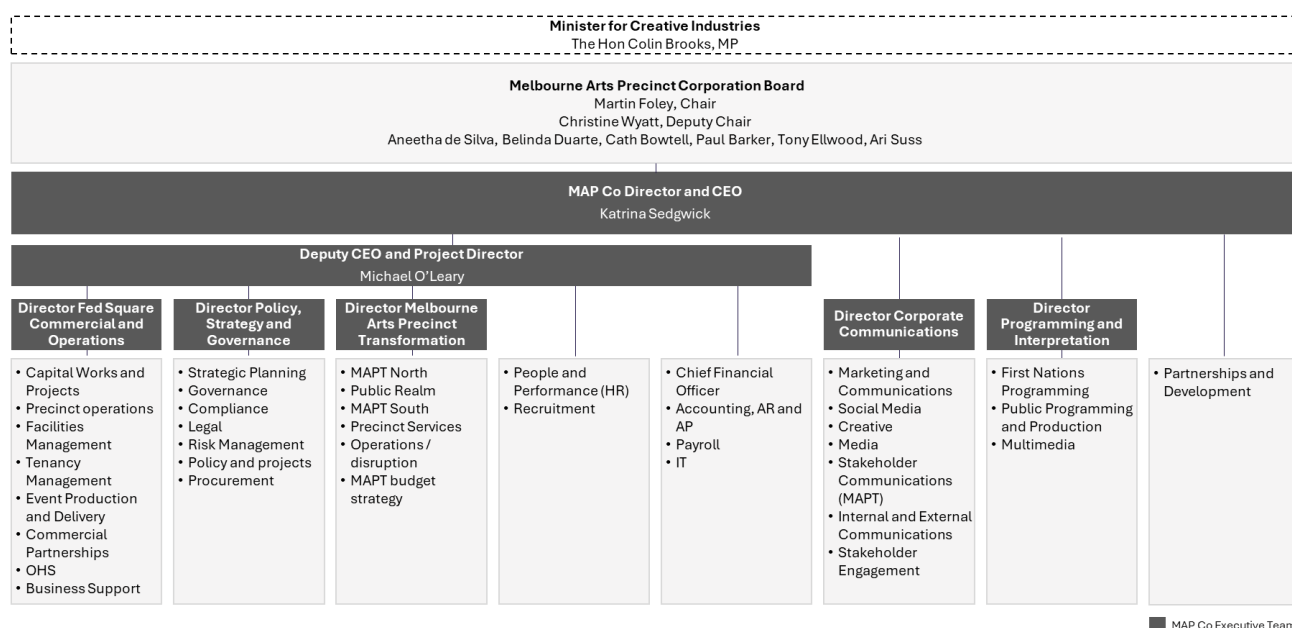 Minister for Creative Industries
The Hon Colin Brooks, MP
Melbourne Arts Precinct Corporation Board
Martin Foley, Chair
Christine Wyatt, Deputy Chair
Aneetha de Silva, Belinda Duarte, Cath Bowtell, Paul Barker, Tony Ellwood, Ari Suss
MAP Co Director and CEO
Katrina Sedgwick
Deputy CEO and Project Director
Michael O'Leary
Director Fed Square
Commercial and
Operations
• Capital Works and
Projects
• Precinct operations
• Facilities
Management
• Tenancy
Management
• Event Production
and Delivery
• Commercial
Partnerships
• OHS
• Business Support
Director Policy,
Strategy and
Governance
• Strategic Planning
• Governance
• Compliance
• Legal
• Risk Management
• Policy and projects
• Procurement
Director Melbourne
Arts Precinct
Transformation
• MAPT North
• Public Realm
• MAPT South
• Precinct Services
• Operations /
disruption
• MAPT budget
strategy
• People and
Performance (HR)
• Recruitment
• Chief Financial
Officer
• Accounting, AR and
AP
• Payroll
• IT
Director Corporate
Communications
• Marketing and
Communications
• Social Media
• Creative
• Media
• Stakeholder
Communications
(MAPT)
• Internal and External
Communications
• Stakeholder
Engagement
Director
Programming and
Interpretation
• First Nations
Programming
• Public Programming
and Production
• Multimedia
• Partnerships and
Development
MAP Co Executive Team